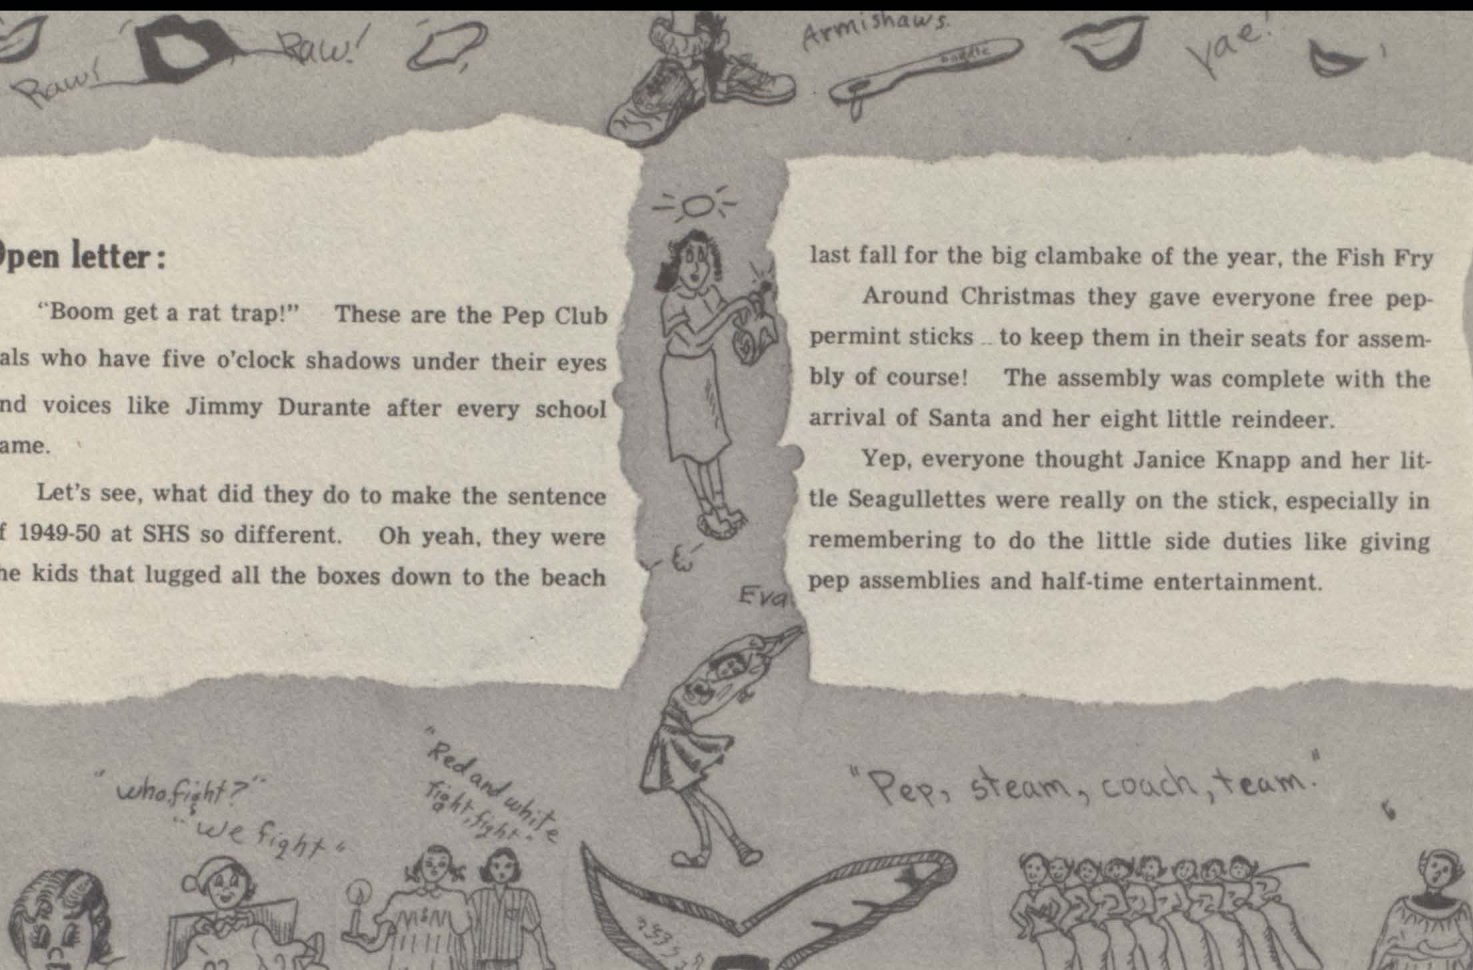 Raw!
Raw!
Armishaws.
paddle
yae!
Open letter:
"Boom get a rat trap!" These are the Pep Club
als who have five o'clock shadows under their eyes
nd voices like Jimmy Durante after every school
ame.
Let's see, what did they do to make the sentence
f 1949-50 at SHS so different. Oh yeah, they were
he kids that lugged all the boxes down to the beach
last fall for the big clambake of the year, the Fish Fry
Around Christmas they gave everyone free pep-
permint sticks -- to keep them in their seats for assem-
bly of course! The assembly was complete with the
arrival of Santa and her eight little reindeer.
Yep, everyone thought Janice Knapp and her lit-
tle Seagullettes were really on the stick, especially in
remembering to do the little side duties like giving
pep assemblies and half-time entertainment.
Eva
"who, fight?"
"we fight"
"Red and white
fight, fight"
"Pep, steam, coach, team."